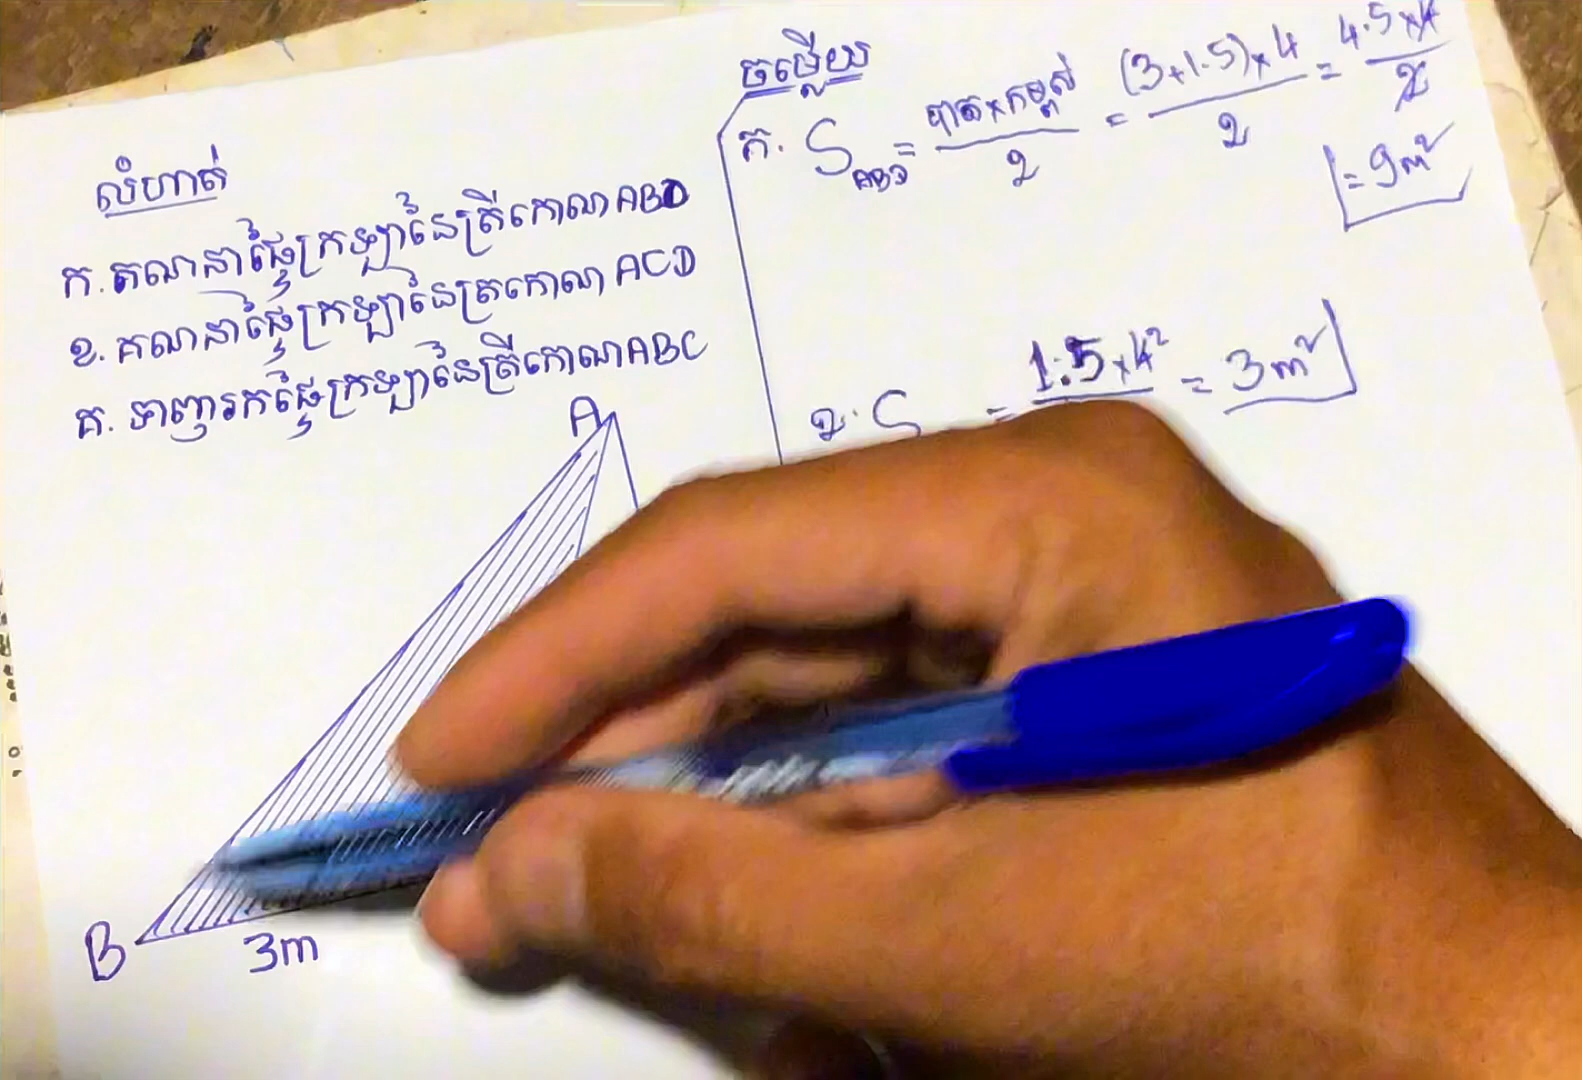 លំហាត់
ក. គណនាផ្ទៃក្រឡានៃត្រីកោណ ABD
ខ. គណនាផ្ទៃក្រឡានៃត្រកោណ ACD
គ. ទាញរកផ្ទៃក្រឡានៃត្រីកោណ ABC
A
B
3m
ចម្លើយ
ក. S ABD = បាត×កម្ពស់ / 2 = (3+1.5)×4 / 2 = 4.5×4 / 2
= 9m²
ខ. S = 1.5×4² = 3m²